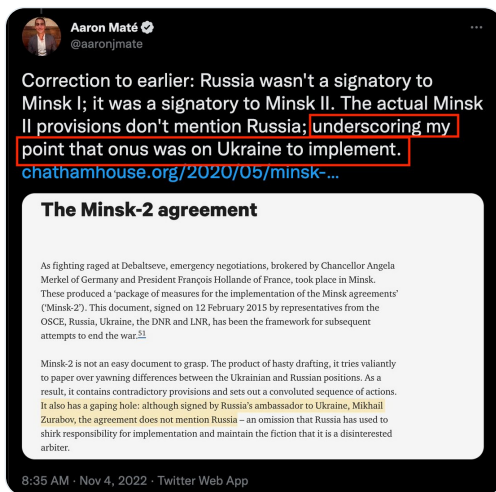 Aaron Maté
@aaronjmate
Correction to earlier: Russia wasn't a signatory to
Minsk I; it was a signatory to Minsk II. The actual Minsk
II provisions don't mention Russia; underscoring my
point that onus was on Ukraine to implement.
chathamhouse.org/2020/05/minsk-...
The Minsk-2 agreement
As fighting raged at Debaltseve, emergency negotiations, brokered by Chancellor Angela
Merkel of Germany and President François Hollande of France, took place in Minsk.
These produced a ‘package of measures for the implementation of the Minsk agreements’
(‘Minsk-2’). This document, signed on 12 February 2015 by representatives from the
OSCE, Russia, Ukraine, the DNR and LNR, has been the framework for subsequent
attempts to end the war.51
Minsk-2 is not an easy document to grasp. The product of hasty drafting, it tries valiantly
to paper over yawning differences between the Ukrainian and Russian positions. As a
result, it contains contradictory provisions and sets out a convoluted sequence of actions.
It also has a gaping hole: although signed by Russia’s ambassador to Ukraine, Mikhail
Zurabov, the agreement does not mention Russia – an omission that Russia has used to
shirk responsibility for implementation and maintain the fiction that it is a disinterested
arbiter.
8:35 AM · Nov 4, 2022 · Twitter Web App